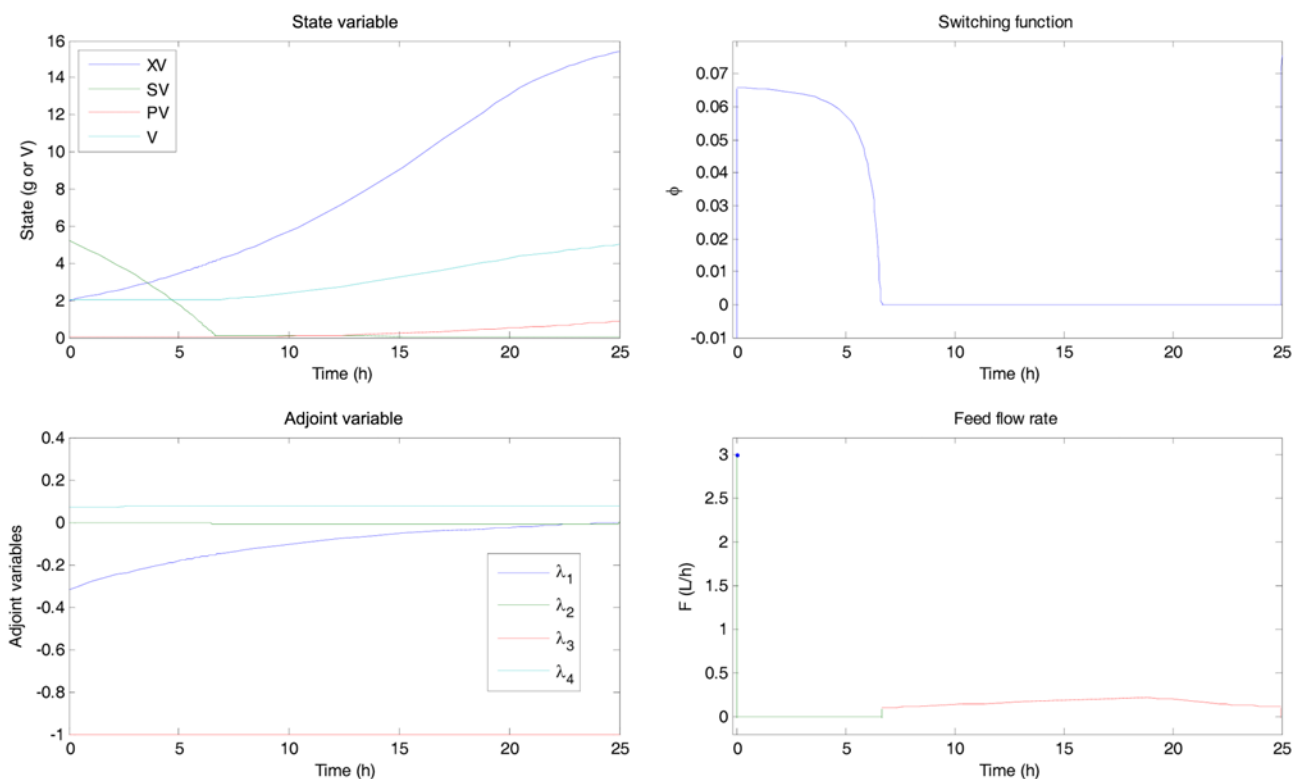 State variable
16
14
12
10
8
6
4
2
0
State (g or V)
XV
SV
PV
V
0 5 10 15 20 25
Time (h)
Switching function
0.07
0.06
0.05
0.04
0.03
0.02
0.01
0
-0.01
ϕ
0 5 10 15 20 25
Time (h)
Adjoint variable
0.4
0.2
0
-0.2
-0.4
-0.6
-0.8
-1
Adjoint variables
λ1
λ2
λ3
λ4
0 5 10 15 20 25
Time (h)
Feed flow rate
3
2.5
2
1.5
1
0.5
0
F (L/h)
0 5 10 15 20 25
Time (h)